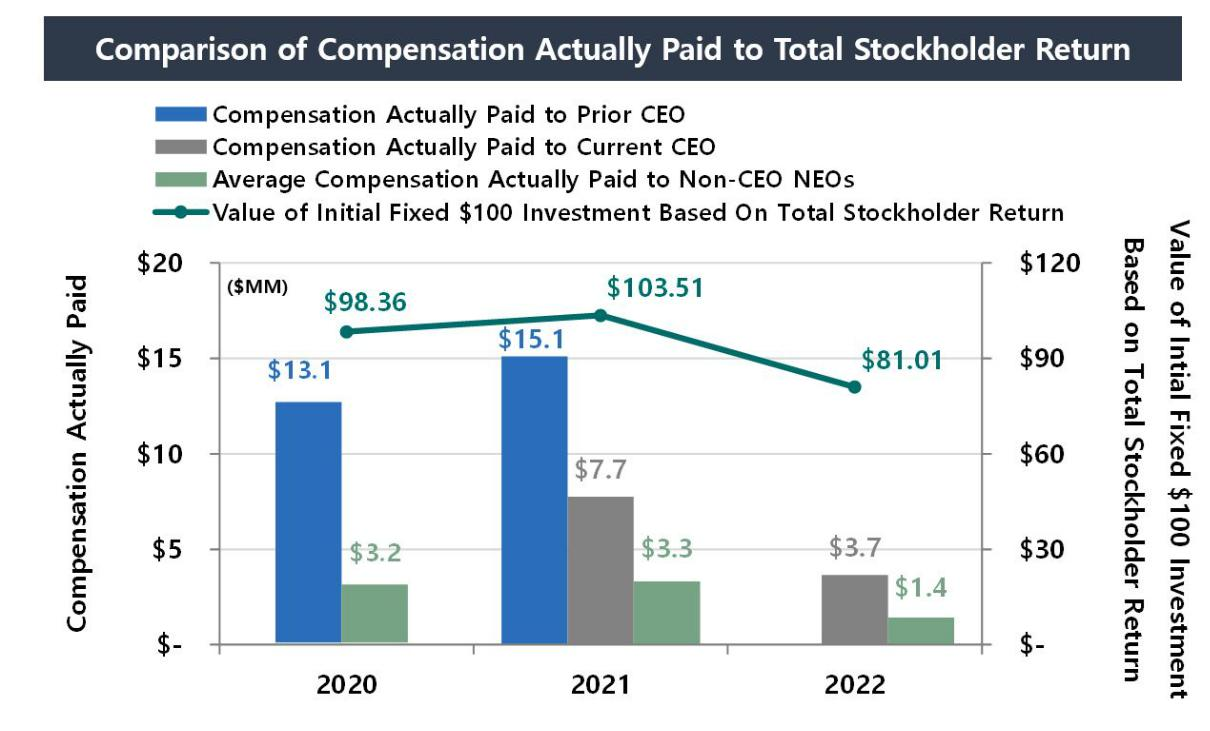 Comparison of Compensation Actually Paid to Total Stockholder Return
Compensation Actually Paid to Prior CEO
Compensation Actually Paid to Current CEO
Average Compensation Actually Paid to Non-CEO NEOs
Value of Initial Fixed $100 Investment Based On Total Stockholder Return
Compensation Actually Paid
$20
$15
$10
$5
$-
($MM)
$98.36
$103.51
$81.01
$13.1
$3.2
$15.1
$7.7
$3.3
$3.7
$1.4
2020
2021
2022
$120
$90
$60
$30
$-
Value of Intial Fixed $100 Investment
Based on Total Stockholder Return